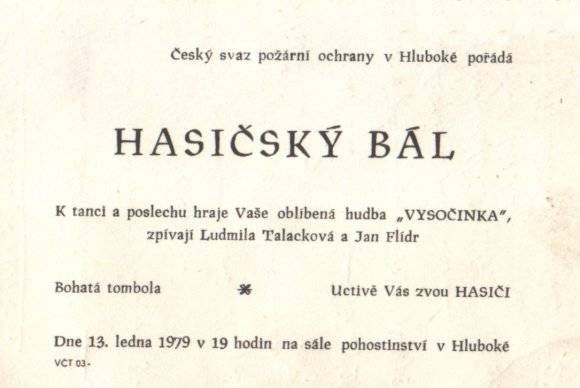 Český svaz požární ochrany v Hluboké pořádá
HASIČSKÝ BÁL
K tanci a poslechu hraje Vaše oblíbená hudba „VYSOČINKA",
zpívají Ludmila Talacková a Jan Flídr
Bohatá tombola Uctivě Vás zvou HASIČI
Dne 13. ledna 1979 v 19 hodin na sále pohostinství v Hluboké
VČT 03-